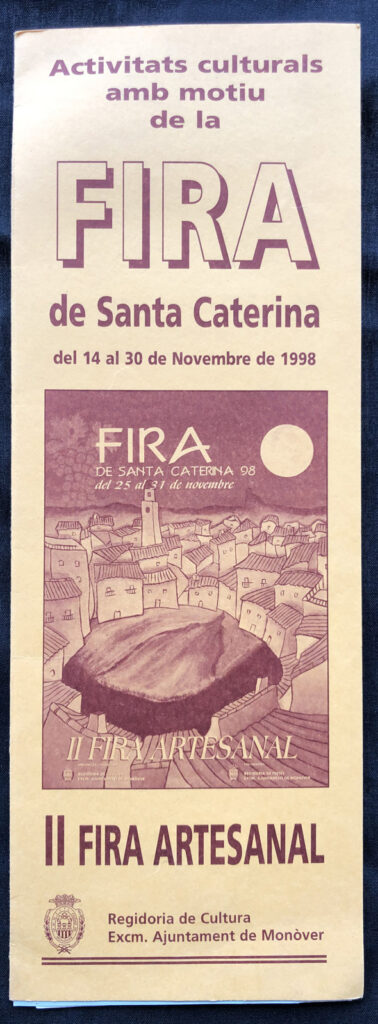 Activitats culturals
amb motiu
de la
FIRA
de Santa Caterina
del 14 al 30 de Novembre de 1998
FIRA
DE SANTA CATERINA 98
del 25 al 31 de novembre
II FIRA ARTESANAL
II FIRA ARTESANAL
Regidoria de Cultura
Excm. Ajuntament de Monòver